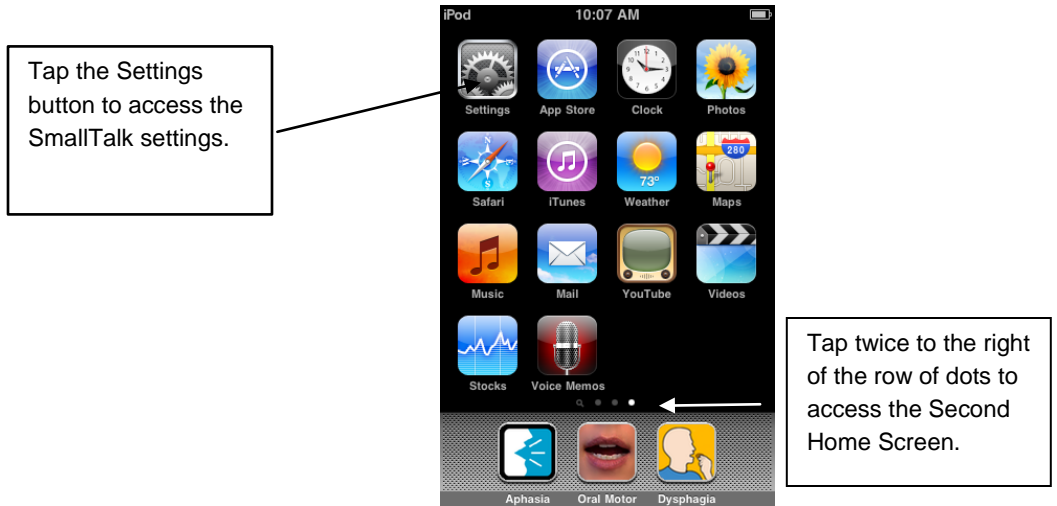 iPod 10:07 AM
Tap the Settings
button to access the
SmallTalk settings.
Settings App Store Clock Photos
280
73°
Safari iTunes Weather Maps
Music Mail YouTube Videos
Stocks Voice Memos
Tap twice to the right
of the row of dots to
access the Second
Home Screen.
Aphasia Oral Motor Dysphagia